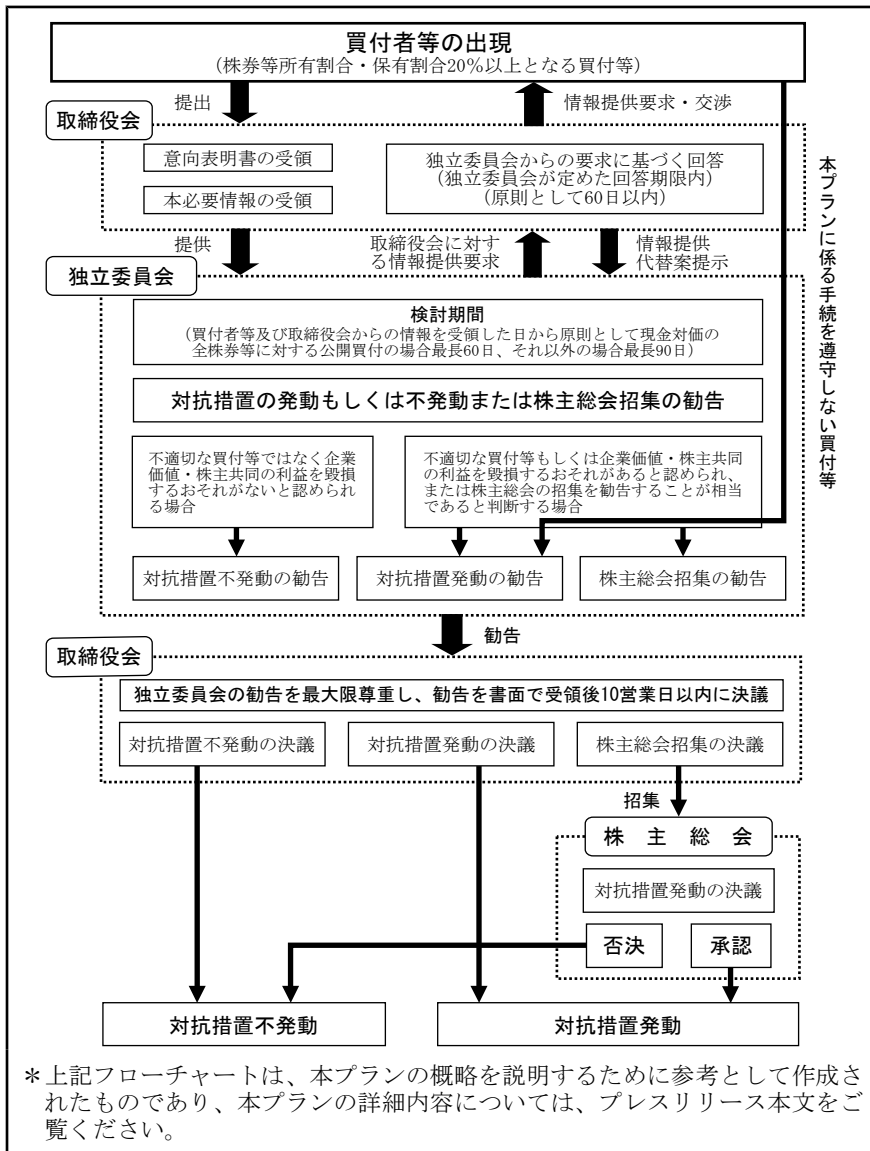 買付者等の出現
（株券等所有割合・保有割合20％以上となる買付等）
提出
情報提供要求・交渉
取締役会
意向表明書の受領
本必要情報の受領
独立委員会からの要求に基づく回答
（独立委員会が定めた回答期限内）
（原則として60日以内）
本プランに係る手続を遵守しない買付等
提供
取締役会に対す
る情報提供要求
情報提供
代替案提示
独立委員会
検討期間
（買付者等及び取締役会からの情報を受領した日から原則として現金対価の
全株券等に対する公開買付の場合最長60日、それ以外の場合最長90日）
対抗措置の発動もしくは不発動または株主総会招集の勧告
不適切な買付等ではなく企業
価値・株主共同の利益を毀損
するおそれがないと認められ
る場合
不適切な買付等もしくは企業価値・株主共同
の利益を毀損するおそれがあると認められ、
または株主総会の招集を勧告することが相当
であると判断する場合
対抗措置不発動の勧告
対抗措置発動の勧告
株主総会招集の勧告
勧告
取締役会
独立委員会の勧告を最大限尊重し、勧告を書面で受領後10営業日以内に決議
対抗措置不発動の決議
対抗措置発動の決議
株主総会招集の決議
招集
株主総会
対抗措置発動の決議
否決
承認
対抗措置不発動
対抗措置発動
＊上記フローチャートは、本プランの概略を説明するために参考として作成さ
れたものであり、本プランの詳細内容については、プレスリリース本文をご
覧ください。